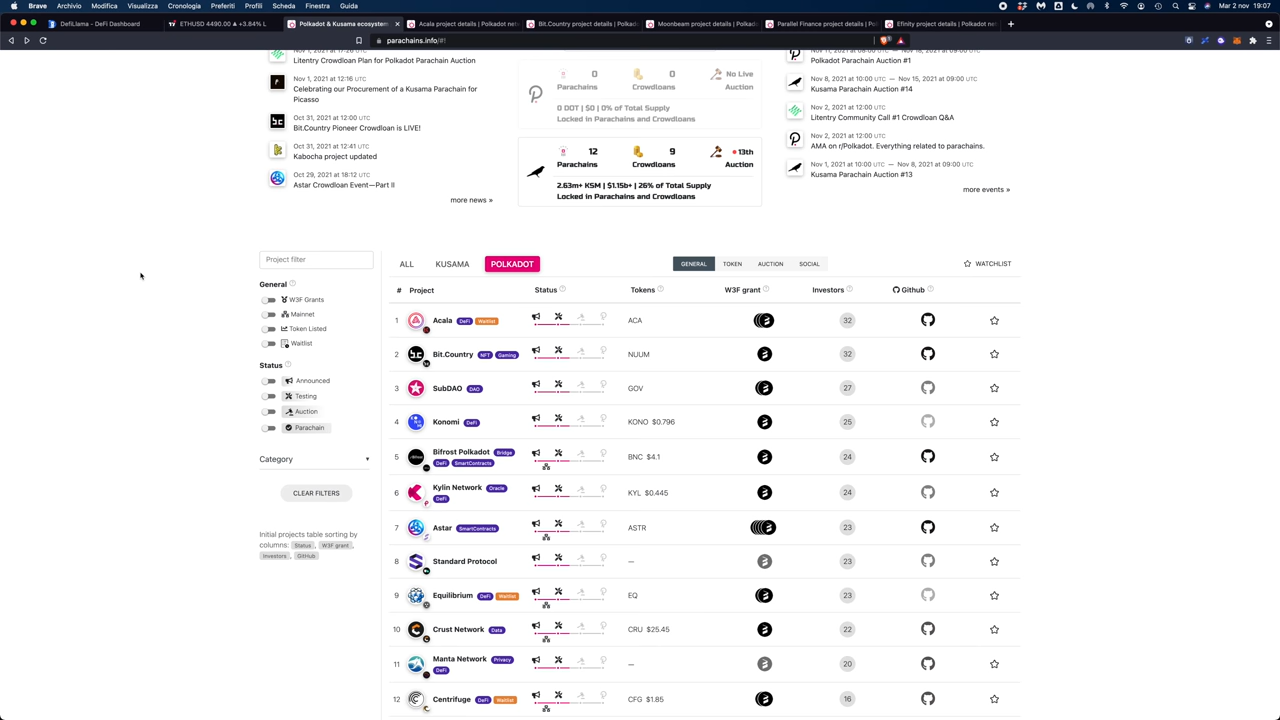 Brave Archivio Modifica Visualizza Cronologia Preferiti Profili Scheda Finestra Guida
Mar 2 nov 19:07
DefiLlama - DeFi Dashboard
ETHUSD 4490.00 ▲ +3.84% L
Polkadot & Kusama ecosystem
Acala project details | Polkadot net
Bit.Country project details | Polkad
Moonbeam project details | Polkad
Parallel Finance project details | Pol
Efinity project details | Polkadot net
parachains.info/#!
Nov 1, 2021 at 17:26 UTC
Litentry Crowdloan Plan for Polkadot Parachain Auction
Nov 1, 2021 at 12:16 UTC
Celebrating our Procurement of a Kusama Parachain for
Picasso
Oct 31, 2021 at 12:00 UTC
Bit.Country Pioneer Crowdloan is LIVE!
Oct 31, 2021 at 12:41 UTC
Kabocha project updated
Oct 29, 2021 at 18:12 UTC
Astar Crowdloan Event—Part II
more news »
0 Parachains
0 Crowdloans
No Live Auction
0 DOT | $0 | 0% of Total Supply
Locked in Parachains and Crowdloans
12 Parachains
9 Crowdloans
13th Auction
2.63m+ KSM | $1.15b+ | 26% of Total Supply
Locked in Parachains and Crowdloans
Polkadot Parachain Auction #1
Nov 8, 2021 at 10:00 UTC — Nov 15, 2021 at 09:00 UTC
Kusama Parachain Auction #14
Nov 2, 2021 at 12:00 UTC
Litentry Community Call #1 Crowdloan Q&A
Nov 2, 2021 at 12:00 UTC
AMA on r/Polkadot. Everything related to parachains.
Nov 1, 2021 at 10:00 UTC — Nov 8, 2021 at 09:00 UTC
Kusama Parachain Auction #13
more events »
Project filter
General
W3F Grants
Mainnet
Token Listed
Waitlist
Status
Announced
Testing
Auction
Parachain
Category
CLEAR FILTERS
Initial projects table sorting by
columns: Status, W3F grant,
Investors, GitHub
ALL KUSAMA POLKADOT
GENERAL TOKEN AUCTION SOCIAL
WATCHLIST
# Project Status Tokens W3F grant Investors Github
1 Acala DeFi Waitlist ACA 32
2 Bit.Country NFT Gaming NUUM 32
3 SubDAO DAO GOV 27
4 Konomi DeFi KONO $0.796 25
5 Bifrost Polkadot Bridge DeFi SmartContracts BNC $4.1 24
6 Kylin Network Oracle DeFi KYL $0.445 24
7 Astar SmartContracts ASTR 23
8 Standard Protocol — 23
9 Equilibrium DeFi Waitlist EQ 23
10 Crust Network Data CRU $25.45 22
11 Manta Network Privacy DeFi — 20
12 Centrifuge DeFi Waitlist CFG $1.85 16